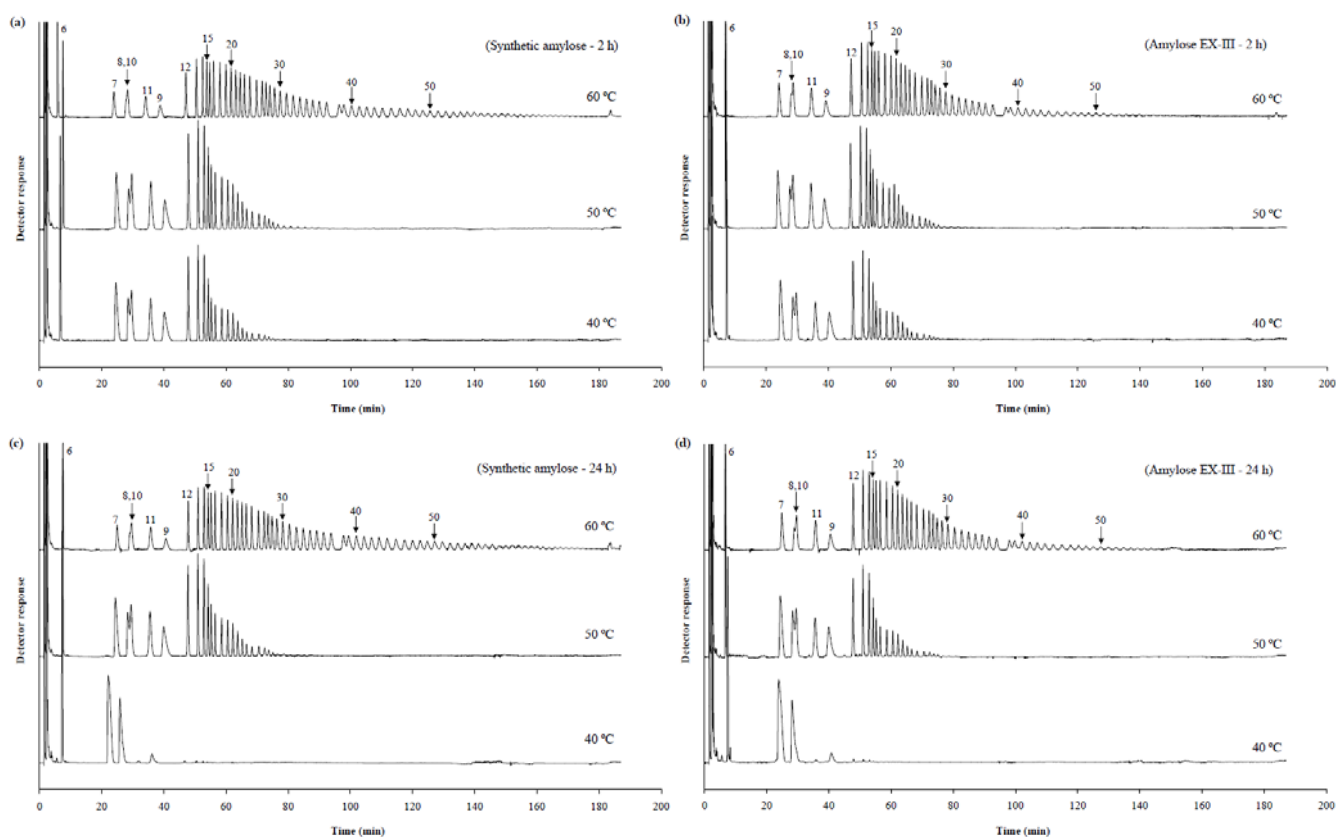 (a)
(Synthetic amylose - 2 h)
6
7
8,10
11
9
12
15
20
30
40
50
60 ºC
50 ºC
40 ºC
Detector response
0 20 40 60 80 100 120 140 160 180 200
Time (min)
(b)
(Amylose EX-III - 2 h)
6
7
8,10
11
9
12
15
20
30
40
50
60 ºC
50 ºC
40 ºC
Detector response
0 20 40 60 80 100 120 140 160 180 200
Time (min)
(c)
(Synthetic amylose - 24 h)
6
7
8,10
11
9
12
15
20
30
40
50
60 ºC
50 ºC
40 ºC
Detector response
0 20 40 60 80 100 120 140 160 180 200
Time (min)
(d)
(Amylose EX-III - 24 h)
6
7
8,10
11
9
12
15
20
30
40
50
60 ºC
50 ºC
40 ºC
Detector response
0 20 40 60 80 100 120 140 160 180 200
Time (min)